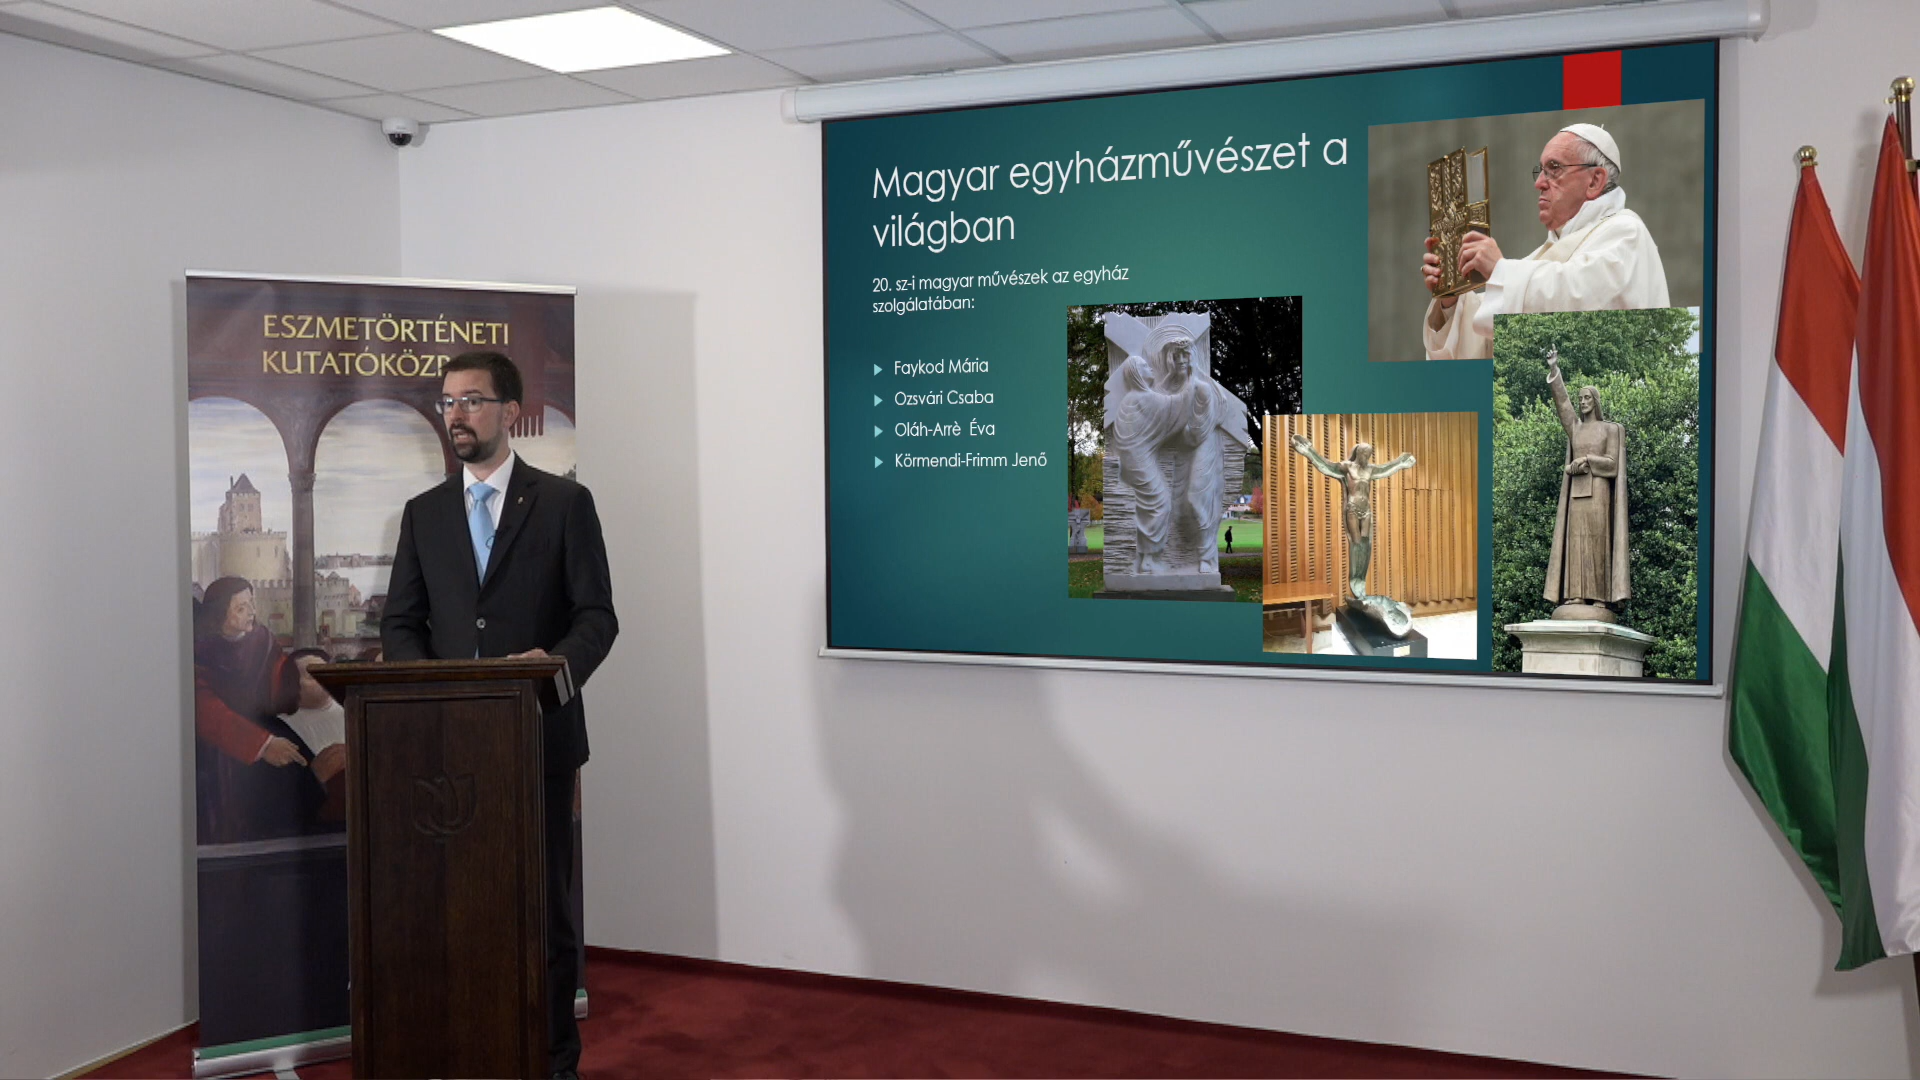 ESZMETÖRTÉNETI
Magyar egyházművészet a
világban
20. sz-i magyar művészek az egyház
szolgálatában:
Faykod Mária
Ozsvári Csaba
Oláh-Arrè Éva
Körmendi-Frimm Jenő